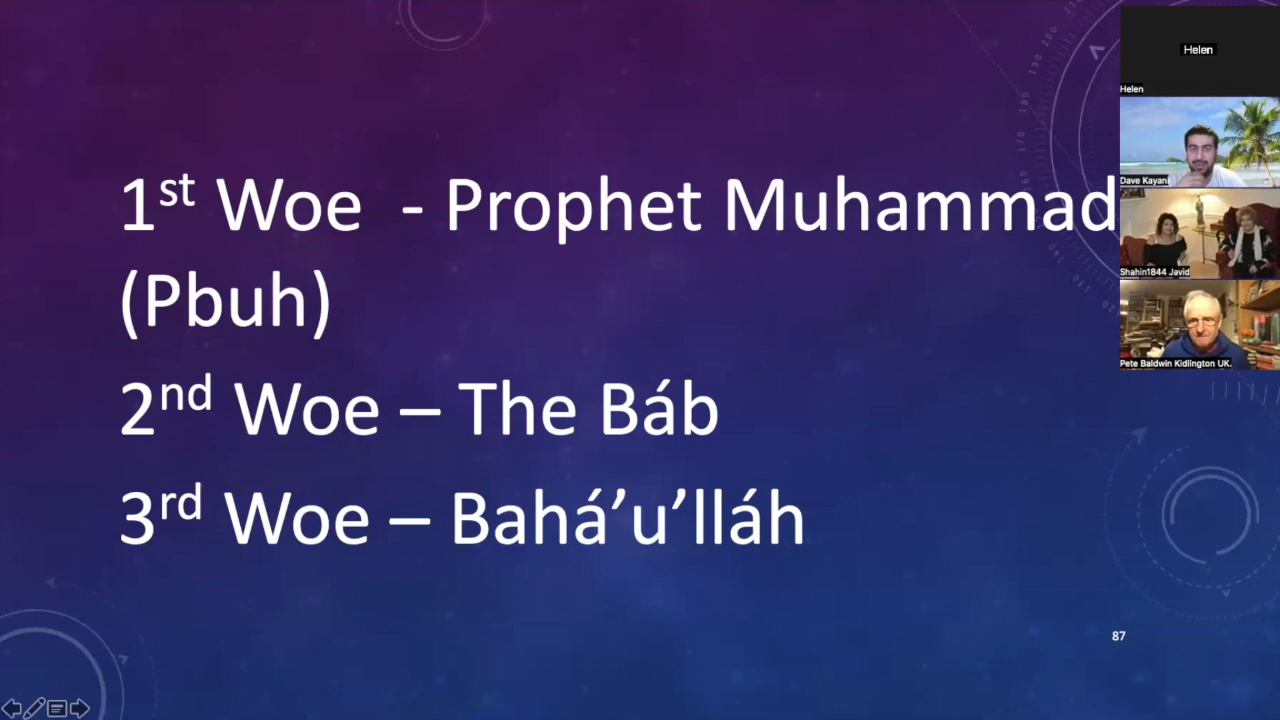 1st Woe  - Prophet Muhammad
(Pbuh)
2nd Woe – The Báb
3rd Woe – Bahá’u’lláh
87
Helen
Helen
Dave Kayani
Shahin1844 Javid
Pete Baldwin Kidlington UK.